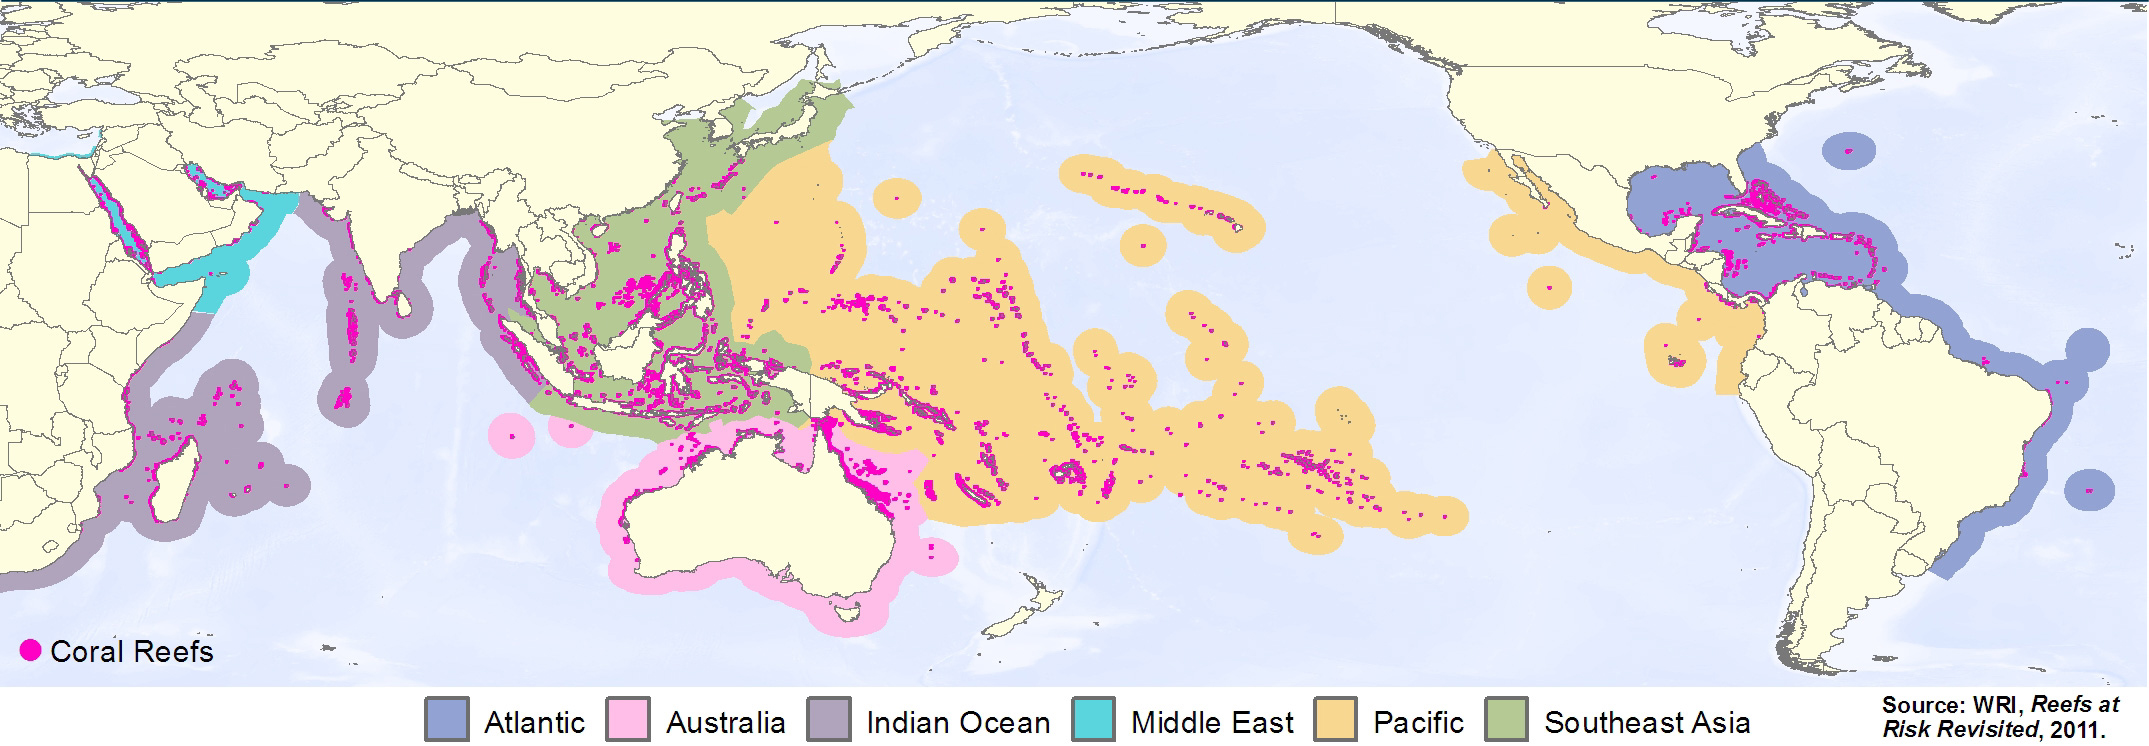 Coral Reefs
Atlantic
Australia
Indian Ocean
Middle East
Pacific
Southeast Asia
Source: WRI, Reefs at
Risk Revisited, 2011.